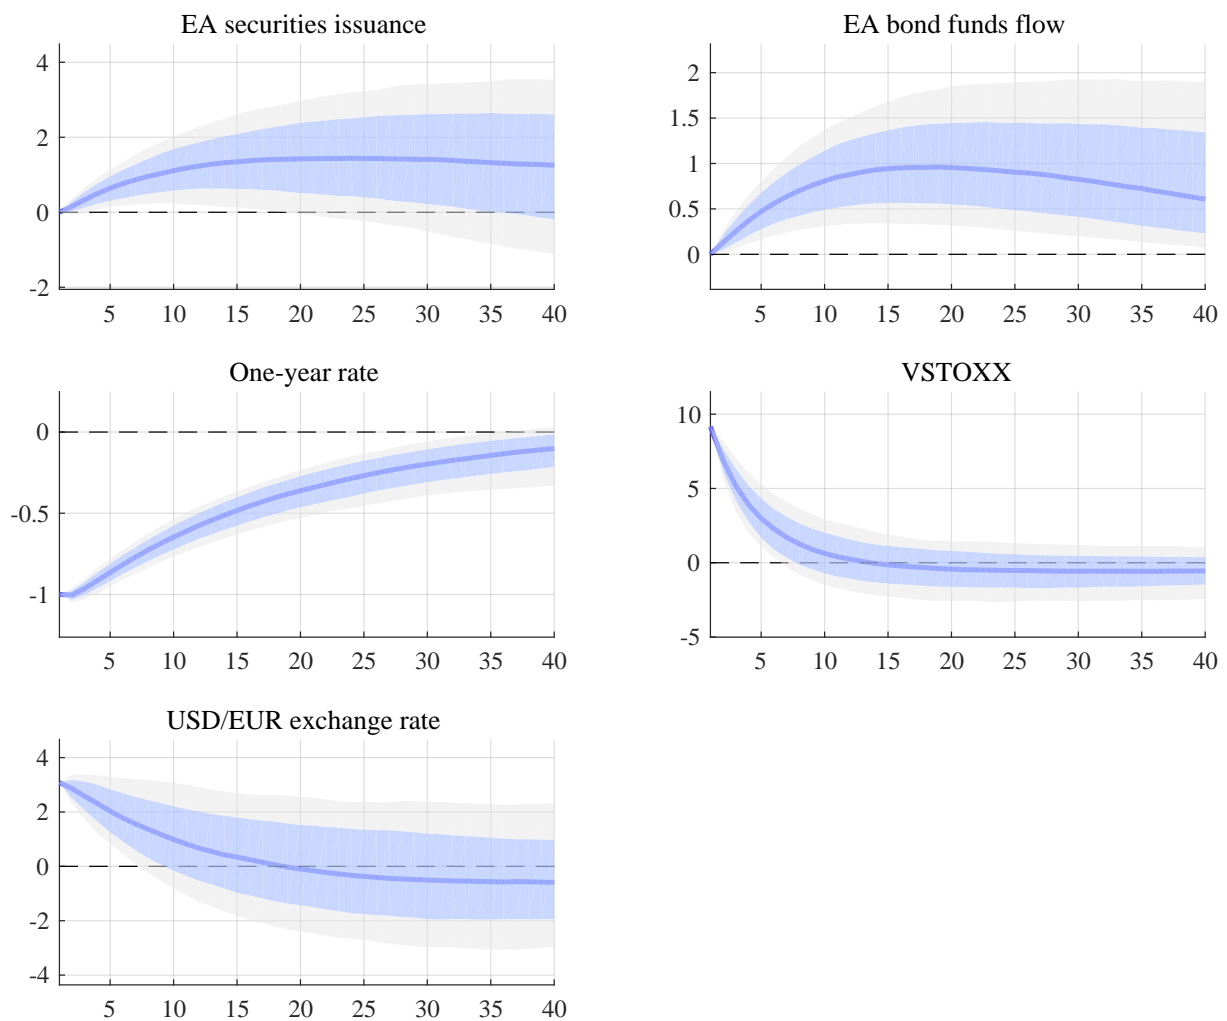 EA securities issuance
4
2
0
-2
5 10 15 20 25 30 35 40
EA bond funds flow
2
1.5
1
0.5
0
5 10 15 20 25 30 35 40
One-year rate
0
-0.5
-1
5 10 15 20 25 30 35 40
VSTOXX
10
5
0
-5
5 10 15 20 25 30 35 40
USD/EUR exchange rate
4
2
0
-2
-4
5 10 15 20 25 30 35 40